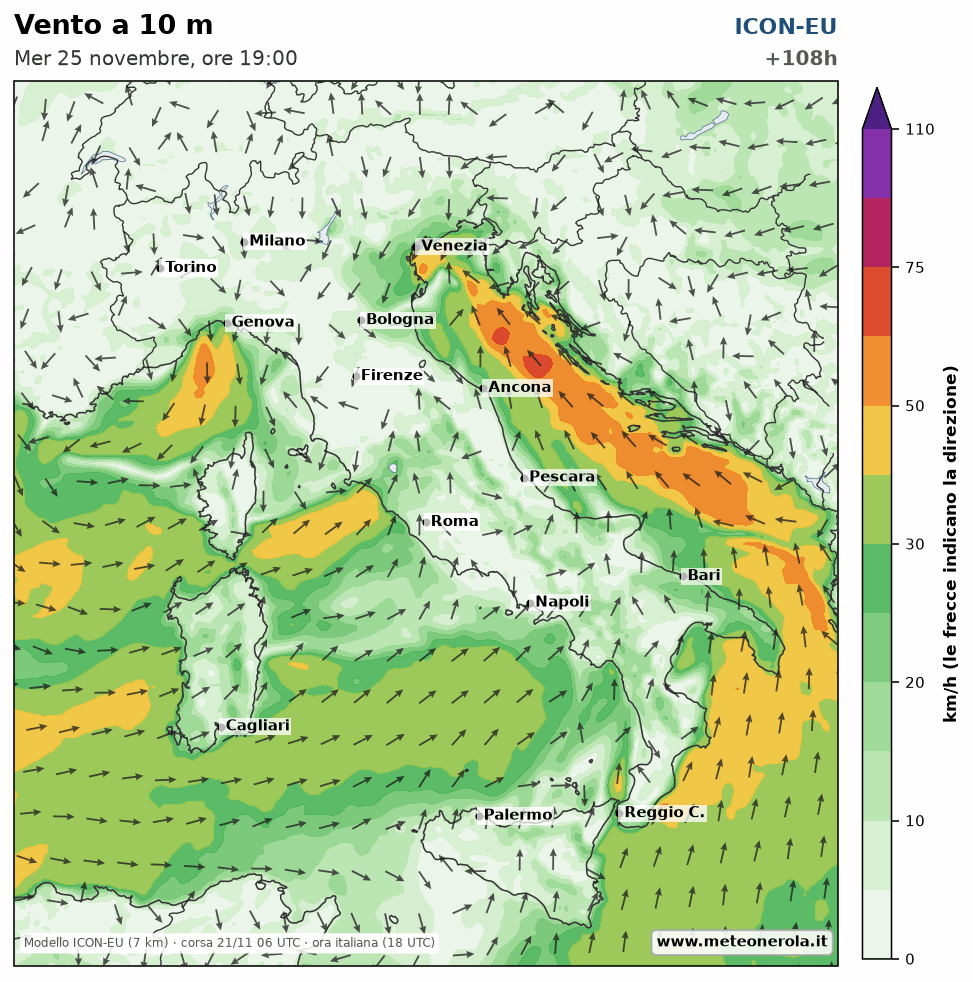 Vento a 10 m
ICON-EU
Mer 25 novembre, ore 19:00
+108h
110
75
50
30
20
10
0
km/h (le frecce indicano la direzione)
Venezia
Milano
Torino
Genova
Bologna
Firenze
Ancona
Pescara
Roma
Bari
Napoli
Cagliari
Palermo
Reggio C.
Modello ICON-EU (7 km) · corsa 21/11 06 UTC · ora italiana (18 UTC)
www.meteonerola.it